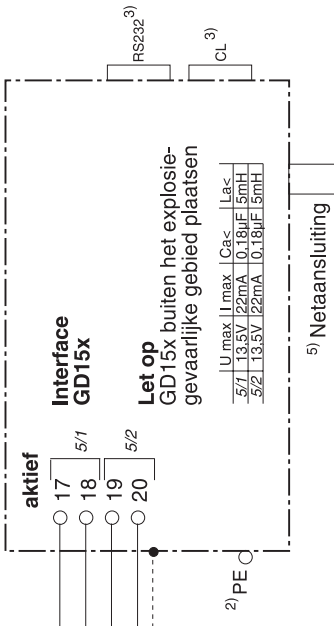 aktief
17
18
5/1
19
20
5/2
Interface
GD15x
Let op
GD15x buiten het explosie-
gevaarlijke gebied plaatsen
U max I max Ca< La<
5/1 13,5V 22mA 0,18µF 5mH
5/2 13,5V 22mA 0,18µF 5mH
RS232 3)
CL 3)
2) PE
5) Netaansluiting